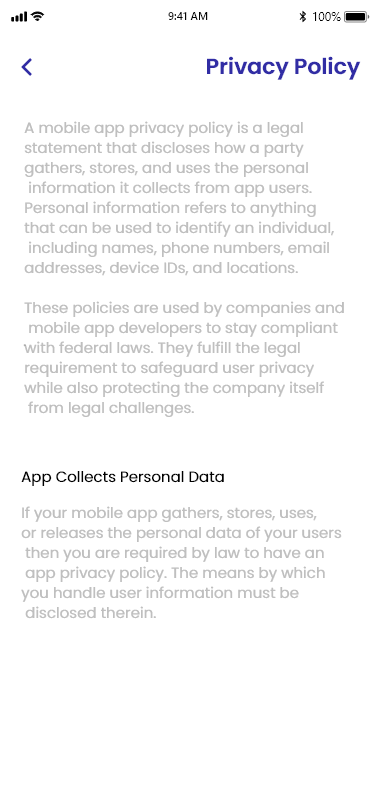 9:41 AM
100%
Privacy Policy
A mobile app privacy policy is a legal
statement that discloses how a party
gathers, stores, and uses the personal
information it collects from app users.
Personal information refers to anything
that can be used to identify an individual,
including names, phone numbers, email
addresses, device IDs, and locations.
These policies are used by companies and
mobile app developers to stay compliant
with federal laws. They fulfill the legal
requirement to safeguard user privacy
while also protecting the company itself
from legal challenges.
App Collects Personal Data
If your mobile app gathers, stores, uses,
or releases the personal data of your users
then you are required by law to have an
app privacy policy. The means by which
you handle user information must be
disclosed therein.